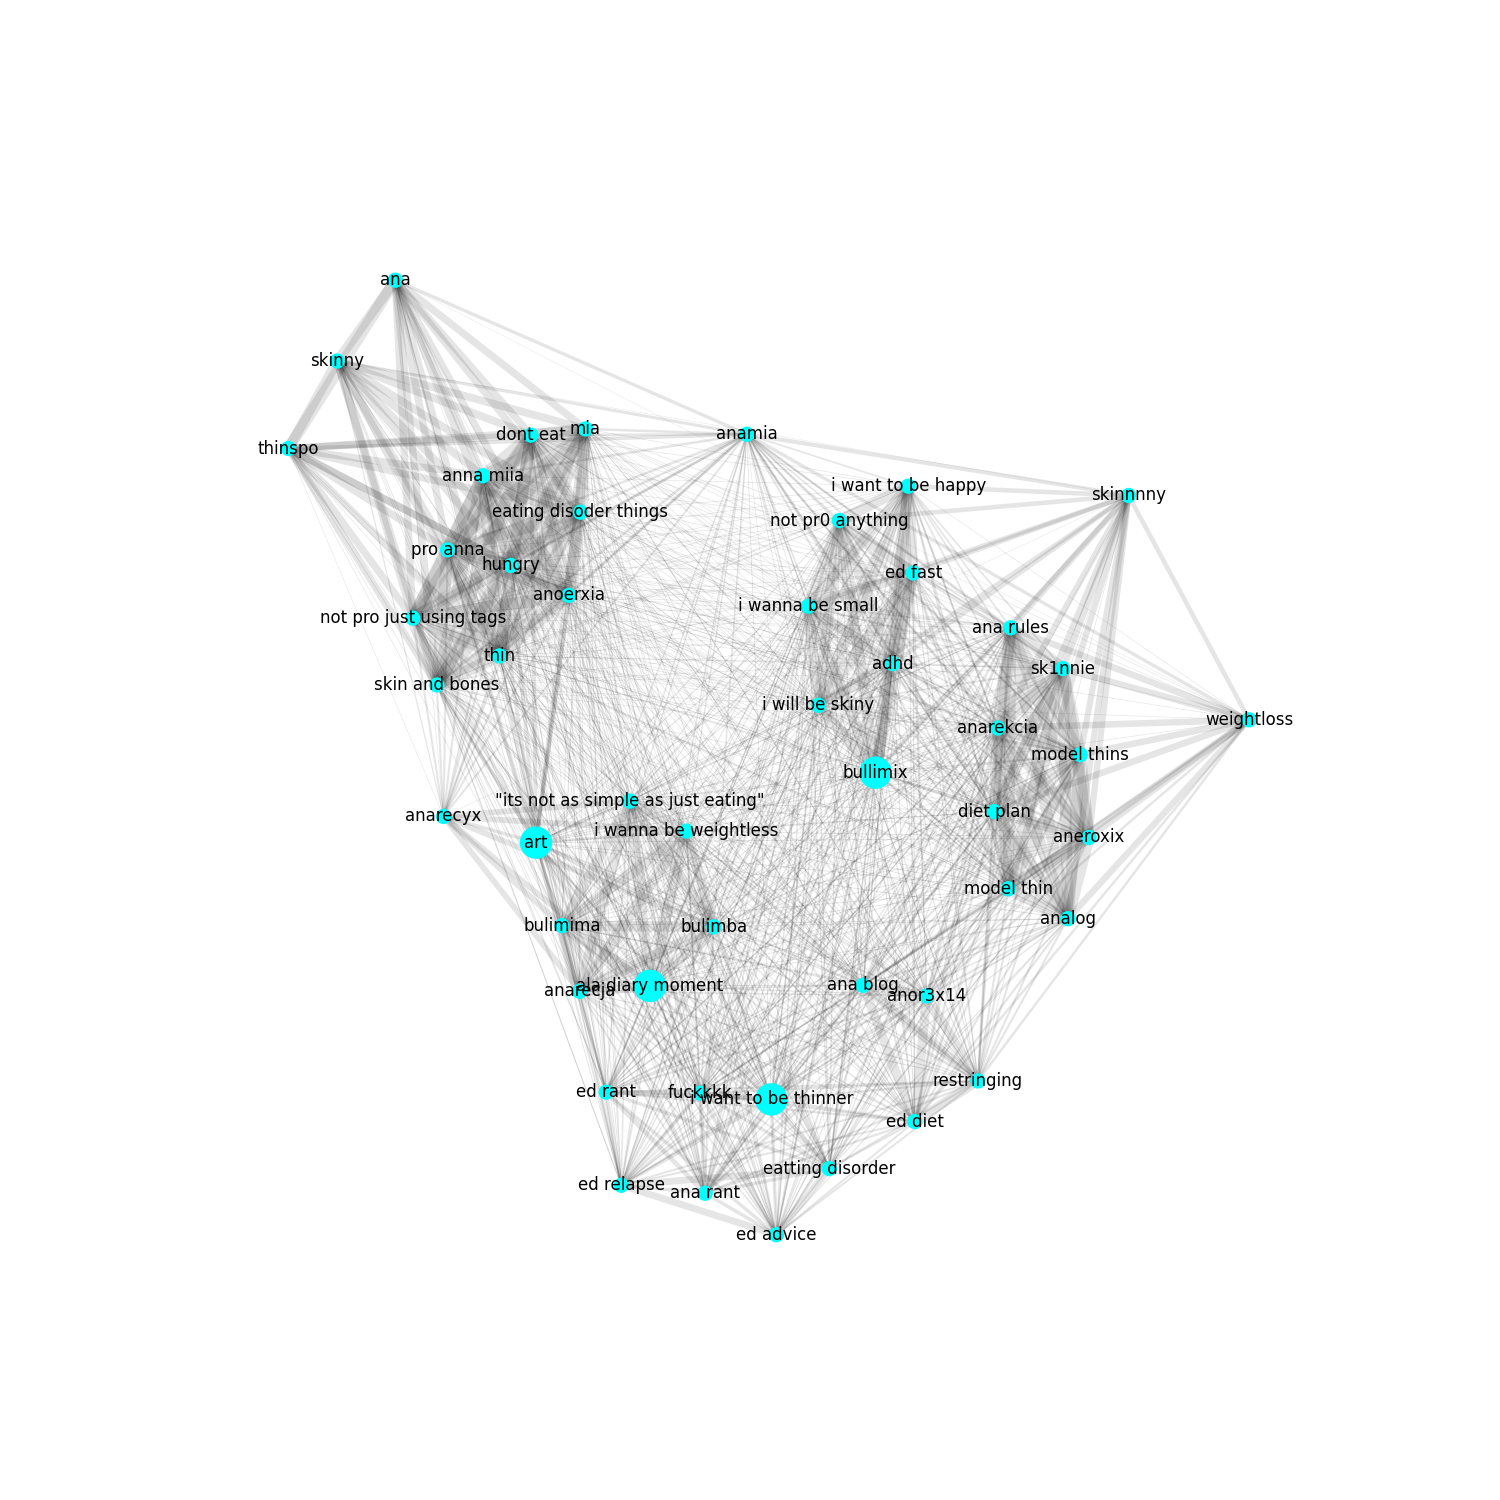 ana
skinny
thinspo
dont eat
mia
anamia
anna miia
i want to be happy
skinnnny
eating disoder things
not pr0 anything
pro anna
hungry
ed fast
anoerxia
i wanna be small
not pro just using tags
ana rules
thin
adhd
sk1nnie
skin and bones
i will be skiny
weightloss
anarekcia
model thins
bullimix
"its not as simple as just eating"
diet plan
anarecyx
i wanna be weightless
art
aneroxix
model thin
analog
bulimima
bulimba
anarecja
ala diary moment
ana blog
anor3x14
restringing
ed rant
fuckkkk
i want to be thinner
ed diet
eatting disorder
ed relapse
ana rant
ed advice